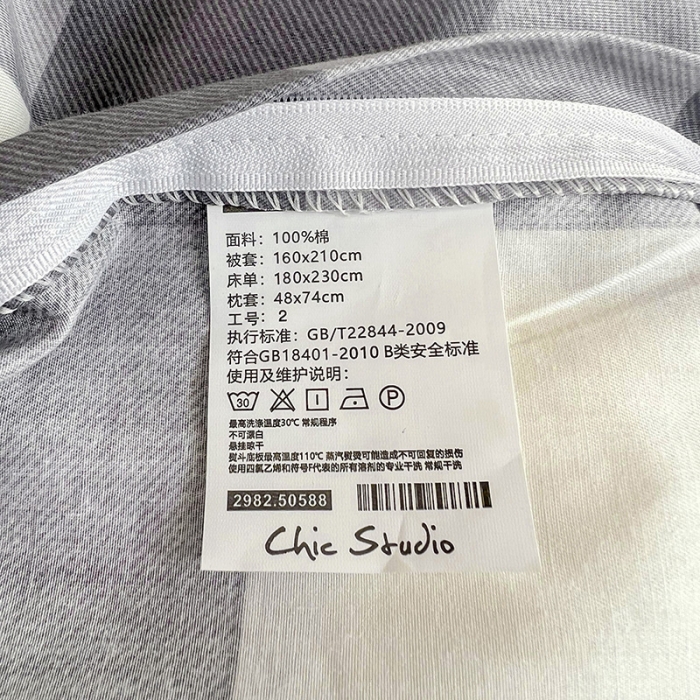 面料：100%棉
被套：160x210cm
床单：180x230cm
枕套：48x74cm
工号：2
执行标准：GB/T22844-2009
符合GB18401-2010 B类安全标准
使用及维护说明：
30 P
最高洗涤温度30℃ 常规程序
不可漂白
悬挂晾干
熨斗底板最高温度110℃ 蒸汽熨烫可能造成不可回复的损伤
使用四氯乙烯和符号F代表的所有溶剂的专业干洗 常规干洗
2982.50588
Chic Studio